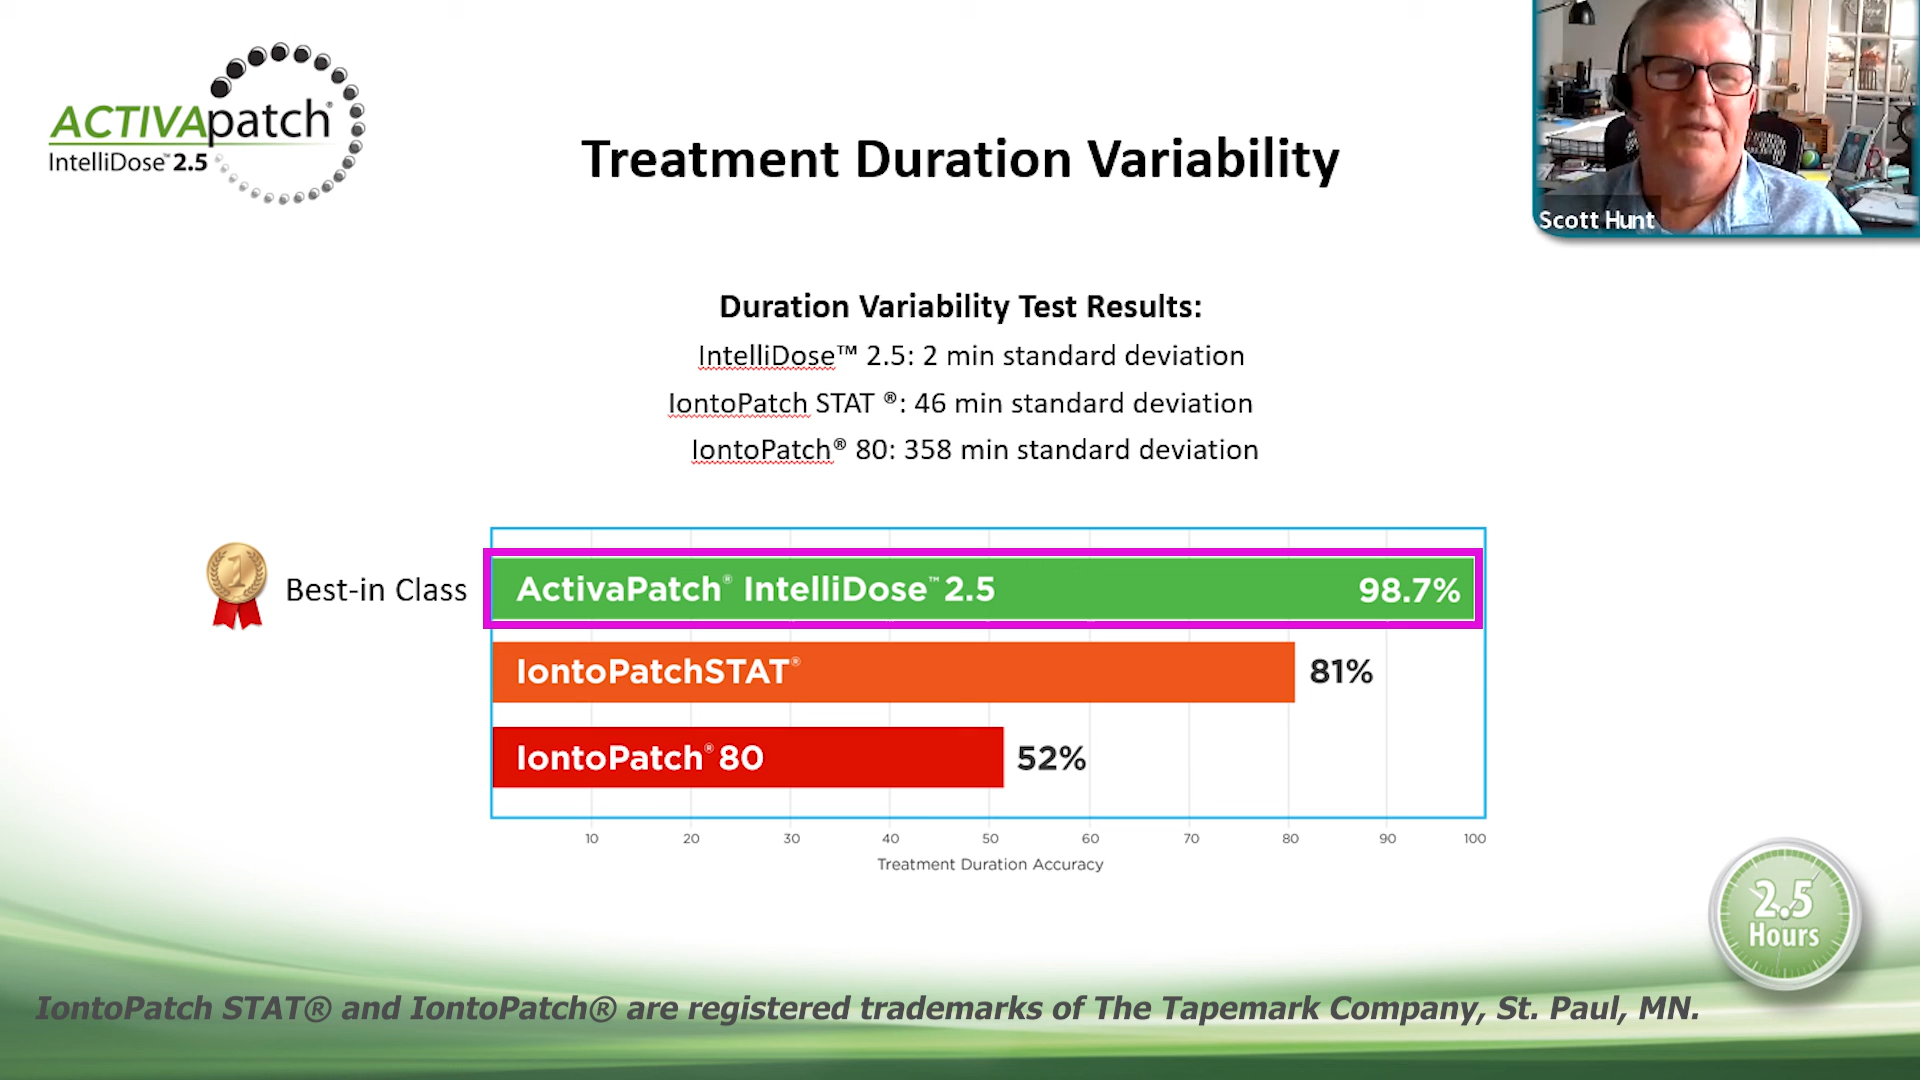 ACTIVApatch®
IntelliDose™ 2.5
Treatment Duration Variability
Scott Hunt
Duration Variability Test Results:
IntelliDose™ 2.5: 2 min standard deviation
IontoPatch STAT ®: 46 min standard deviation
IontoPatch® 80: 358 min standard deviation
1
Best-in Class
ActivaPatch® IntelliDose™ 2.5 98.7%
IontoPatchSTAT® 81%
IontoPatch® 80 52%
10 20 30 40 50 60 70 80 90 100
Treatment Duration Accuracy
2.5
Hours
IontoPatch STAT® and IontoPatch® are registered trademarks of The Tapemark Company, St. Paul, MN.